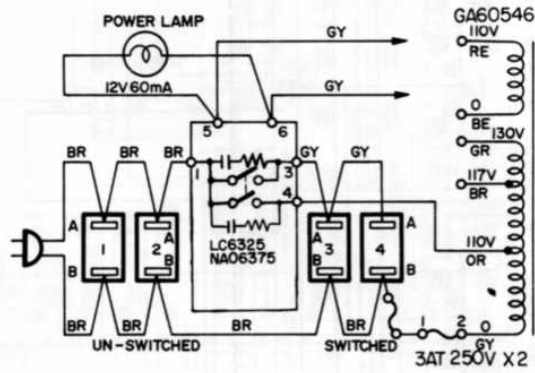 GA60546
POWER LAMP
GY
110V
RE
12V 60mA
GY
0
BE
5
6
130V
GR
BR
BR
BR
1
3
GY
GY
4
117V
BR
A
1
B
2
A
B
LC6325
NA06375
A
3
B
4
A
B
110V
OR
BR
BR
BR
BR
1
2
0
GY
UN-SWITCHED
SWITCHED
3AT 250V X2